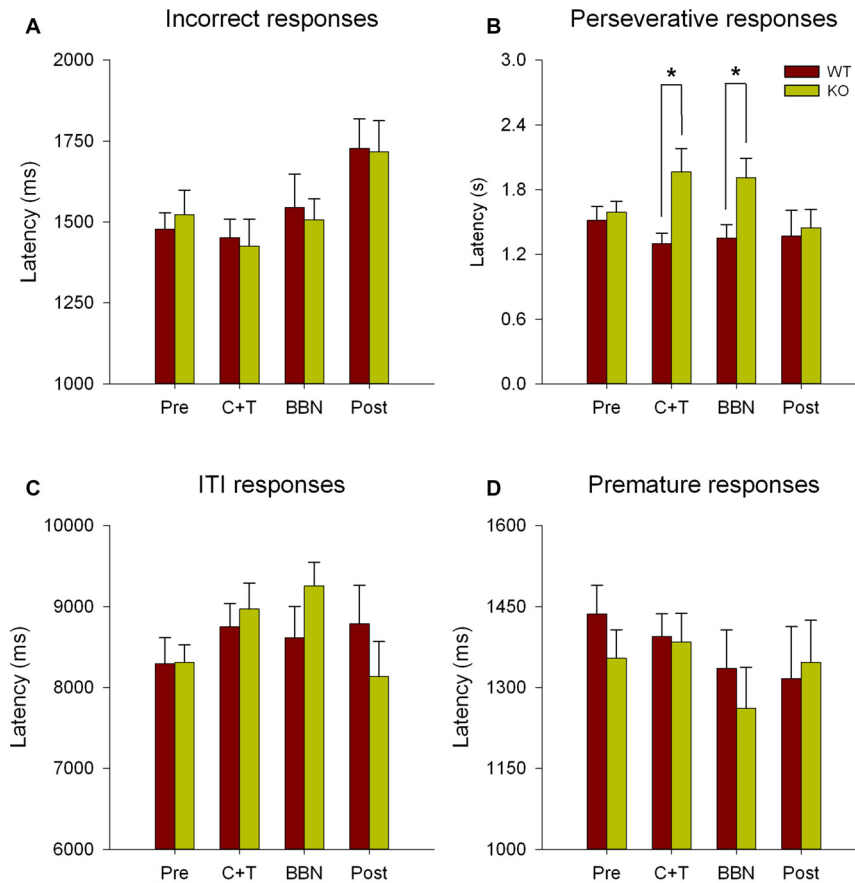 A Incorrect responses
2000
1750
1500
1250
1000
Latency (ms)
Pre C+T BBN Post
B Perseverative responses
3.0
2.4
1.8
1.2
0.6
0.0
Latency (s)
* *
WT
KO
Pre C+T BBN Post
C ITI responses
10000
9000
8000
7000
6000
Latency (ms)
Pre C+T BBN Post
D Premature responses
1600
1450
1300
1150
1000
Latency (ms)
Pre C+T BBN Post